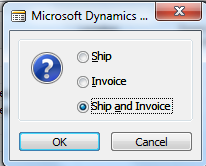 Microsoft Dynamics ...
Ship
Invoice
Ship and Invoice
OK
Cancel